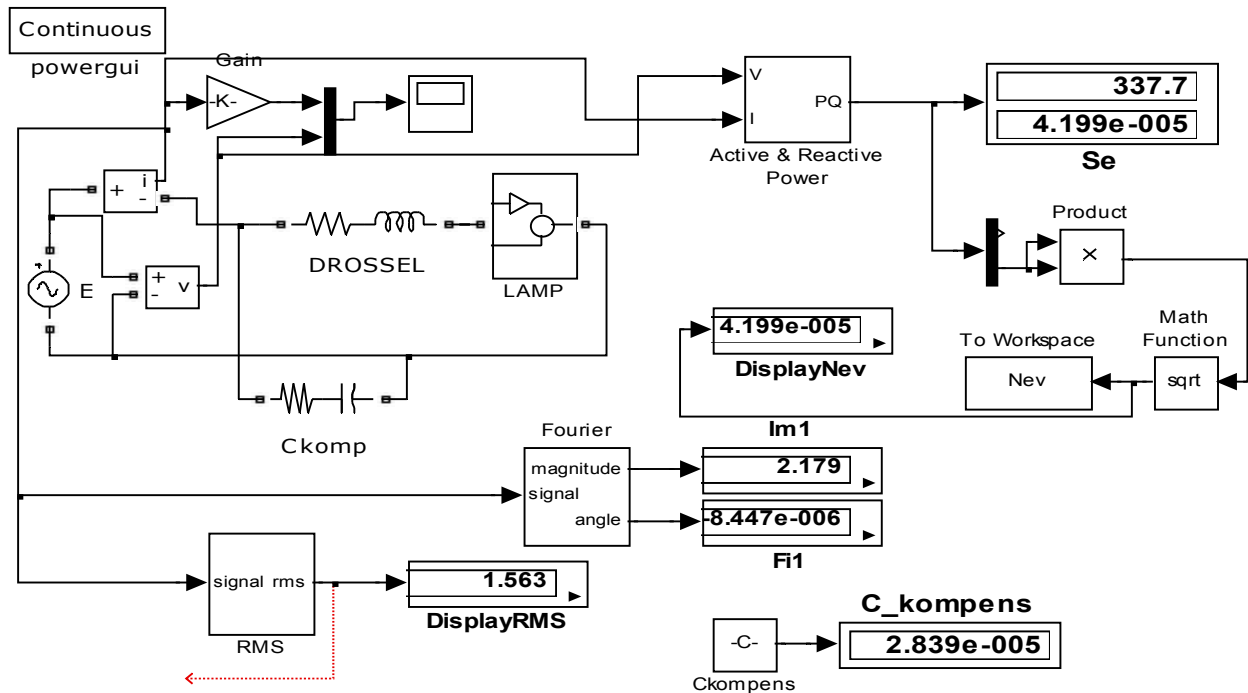 Continuous
powergui
Gain
-K-
V
I
PQ
Active & Reactive
Power
337.7
4.199e-005
Se
+
i
-
+
-
v
E
DROSSEL
LAMP
Product
×
4.199e-005
DisplayNev
To Workspace
Nev
Math
Function
sqrt
Ckomp
Im1
Fourier
magnitude
signal
angle
2.179
-8.447e-006
Fi1
signal rms
RMS
1.563
DisplayRMS
C_kompens
-C-
2.839e-005
Ckompens